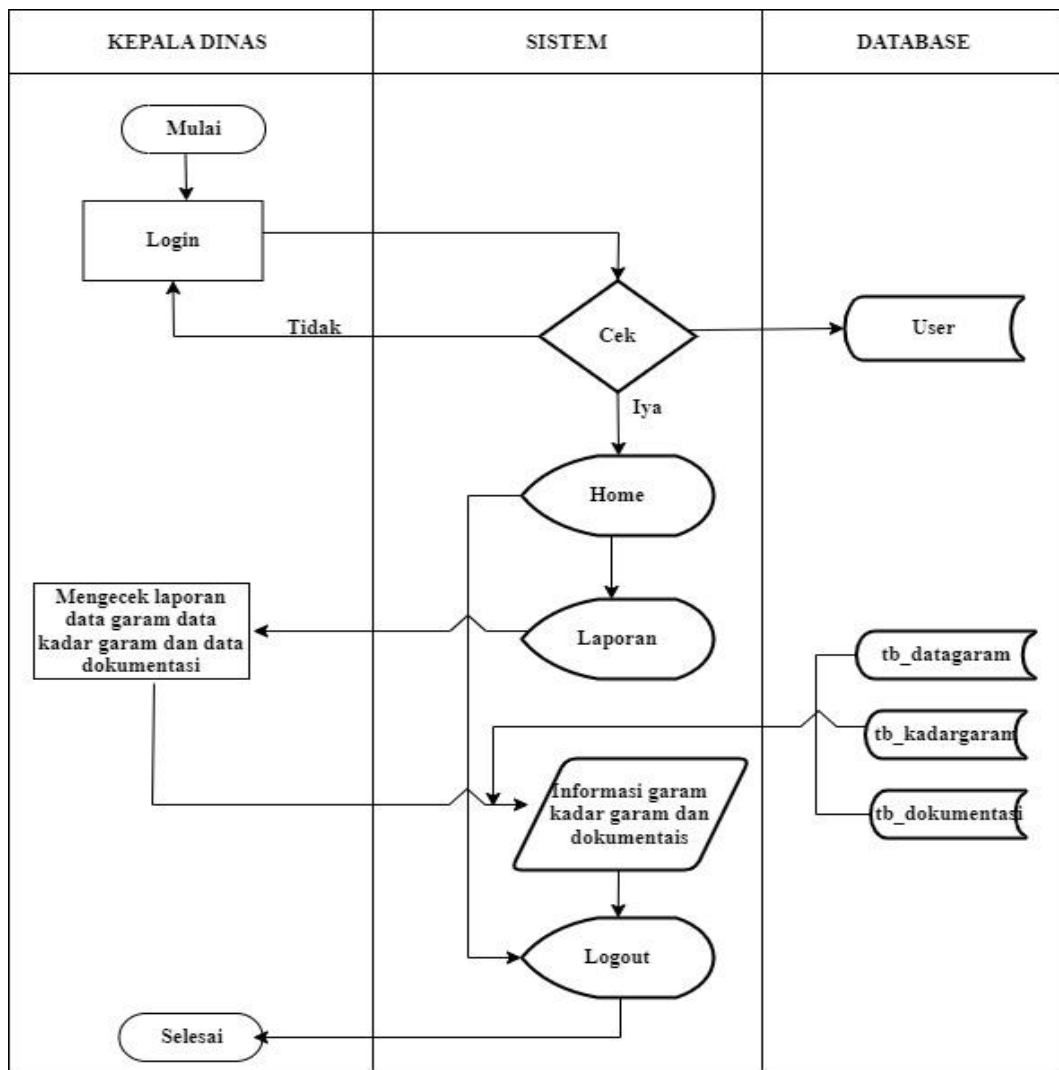 KEPALA DINAS
SISTEM
DATABASE
Mulai
Login
Tidak
Cek
User
Iya
Home
Mengecek laporan
data garam data
kadar garam dan data
dokumentasi
Laporan
tb_datagaram
tb_kadargaram
Informasi garam
kadar garam dan
dokumentais
tb_dokumentasi
Logout
Selesai